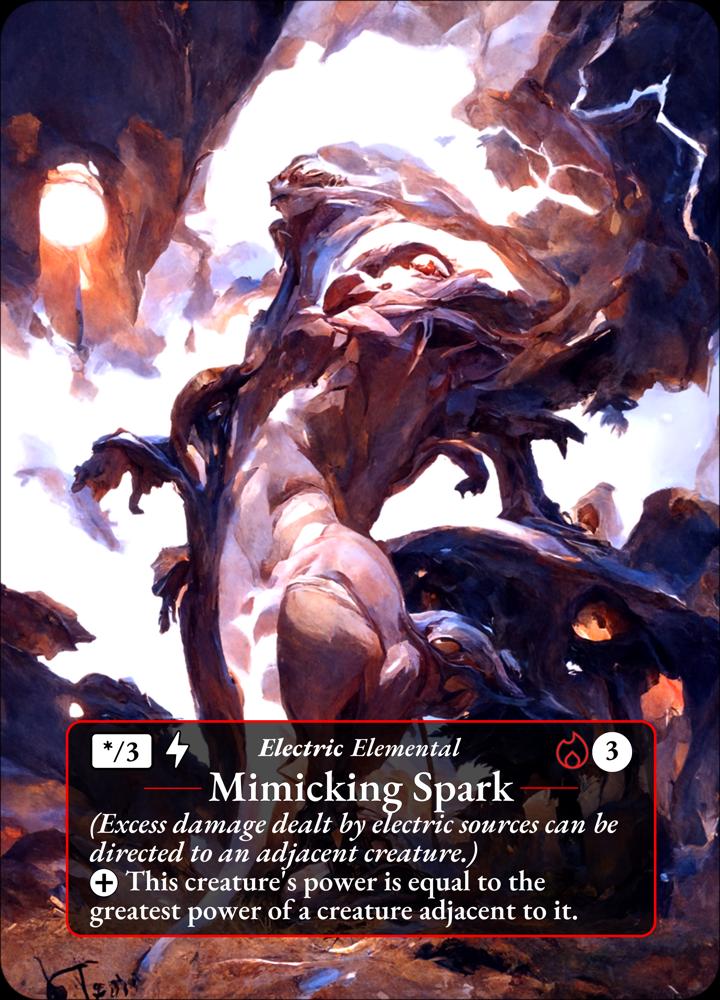 */3 Electric Elemental 3
Mimicking Spark
(Excess damage dealt by electric sources can be
directed to an adjacent creature.)
This creature's power is equal to the
greatest power of a creature adjacent to it.